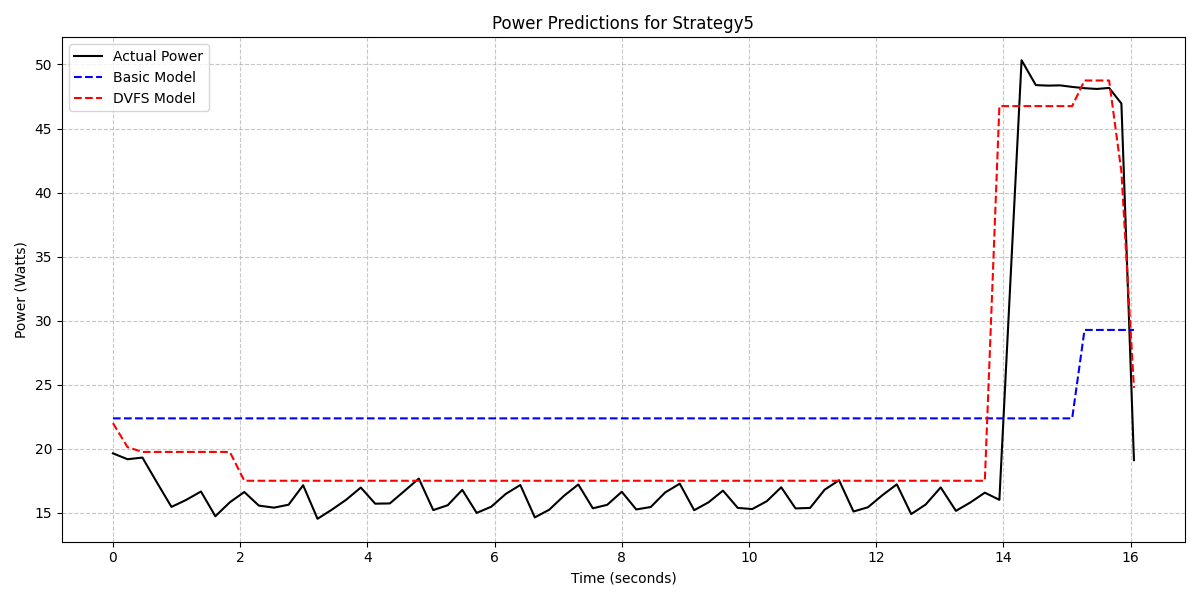 Power Predictions for Strategy5
Actual Power
Basic Model
DVFS Model
Power (Watts)
50
45
40
35
30
25
20
15
0 2 4 6 8 10 12 14 16
Time (seconds)